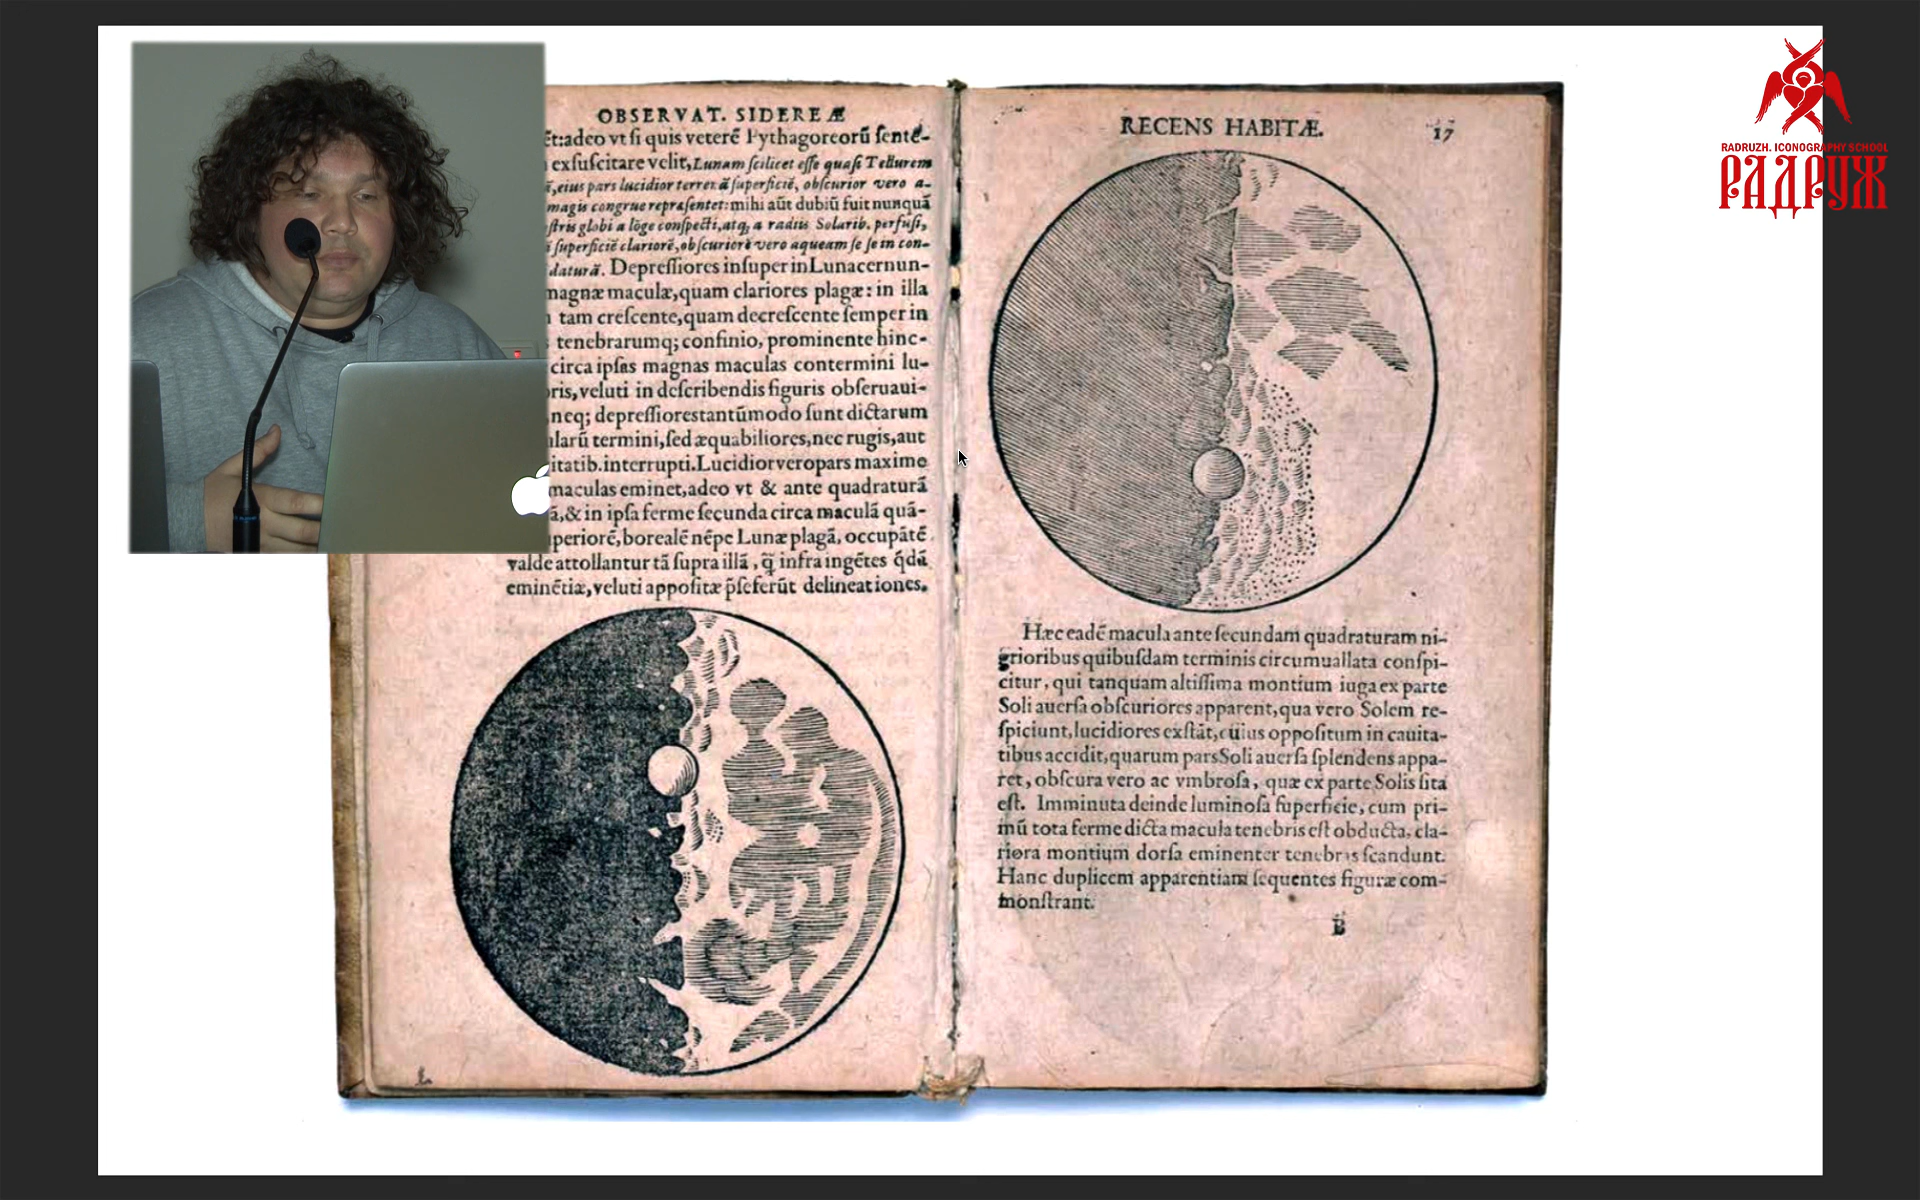 OBSERVAT. SIDEREÆ
adeo vt ſi quis veterē Pythagoreorū ſentē-
exſuſcitare velit, Lunam ſcilicet eſſe quaſi Tellurem
eius pars lucidior terrenā ſuperficiē, obſcurior vero a-
magis congrue repræſentet: mihi aūt dubiū fuit nunquā
globi a lōge conſpecti, atq; a radiis Solarib. perfuſi,
ſuperficiē clariorē, obſcuriorē vero aqueam ſe ſe in con-
daturā. Depreſſiores inſuper in Luna cernun-
magnæ maculæ, quam clariores plagæ: in illa
tam creſcente, quam decreſcente ſemper in
tenebrarumq; confinio, prominente hinc-
circa ipſas magnas maculas contermini lu-
veluti in deſcribendis figuris obſeruaui-
neq; depreſſiores tantūmodo ſunt dictarum
termini, ſed æquabiliores, nec rugis, aut
interrupti. Lucidior vero pars maxime
maculas eminet, adeo vt & ante quadraturā
& in ipſa ferme ſecunda circa maculā quā-
borealē nēpe Lunæ plagā, occupātē
valde attollantur tā ſupra illā, q̃ infra ingētes q́dā
eminētiæ, veluti appoſitæ p̃ſeferūt delineationes.
RECENS HABITÆ. 17
Hæc eadē macula ante ſecundam quadraturam ni-
grioribus quibuſdam terminis circumuallata conſpi-
citur, qui tanquam altiſſima montium iuga ex parte
Soli auerſa obſcuriores apparent, qua vero Solem re-
ſpiciunt, lucidiores exſtāt, cuius oppoſitum in cauita-
tibus accidit, quarum pars Soli auerſa ſplendens appa-
ret, obſcura vero ac vmbroſa, quæ ex parte Solis ſita
eſt. Imminuta deinde luminoſa ſuperficie, cum pri-
mū tota ferme dicta macula tenebris eſt obducta, cla-
riora montium dorſa eminenter tenebras ſcandunt.
Hanc duplicem apparentiam ſequentes figuræ com-
monſtrant.
B
RADRUZH. ICONOGRAPHY SCHOOL
РАДРУЖ